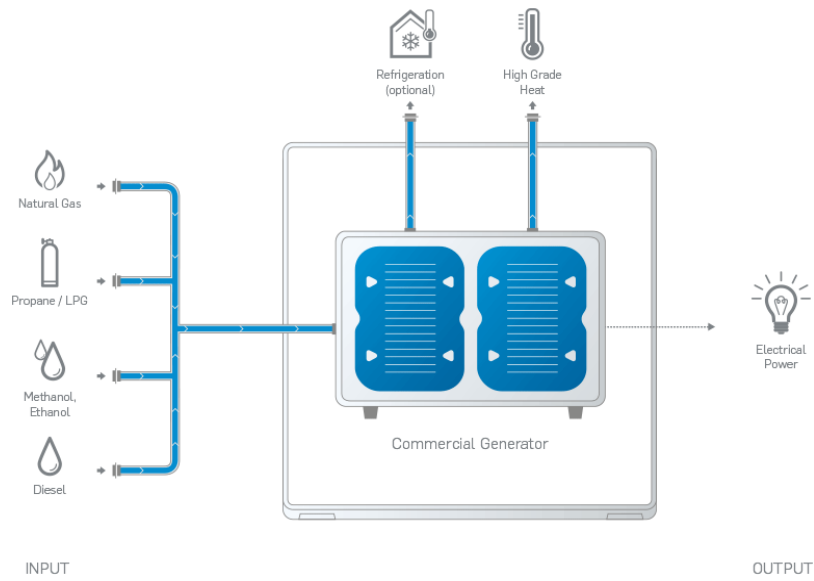 Refrigeration
(optional)
High Grade
Heat
Natural Gas
Propane / LPG
Methanol,
Ethanol
Diesel
Commercial Generator
Electrical
Power
INPUT
OUTPUT